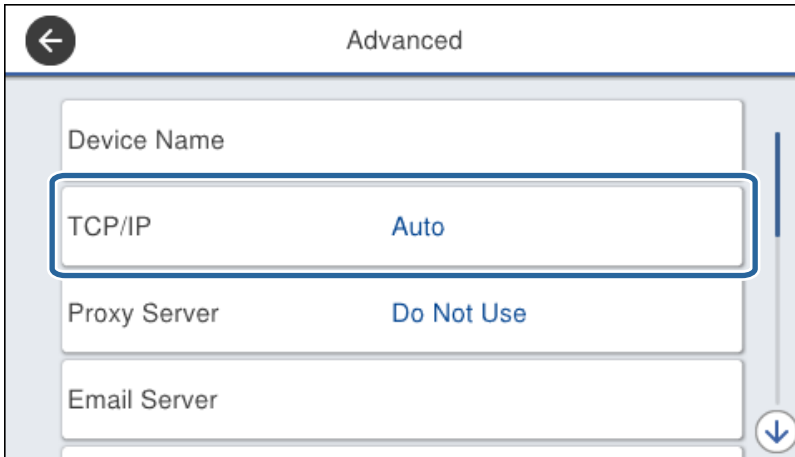 Advanced
Device Name
TCP/IP Auto
Proxy Server Do Not Use
Email Server